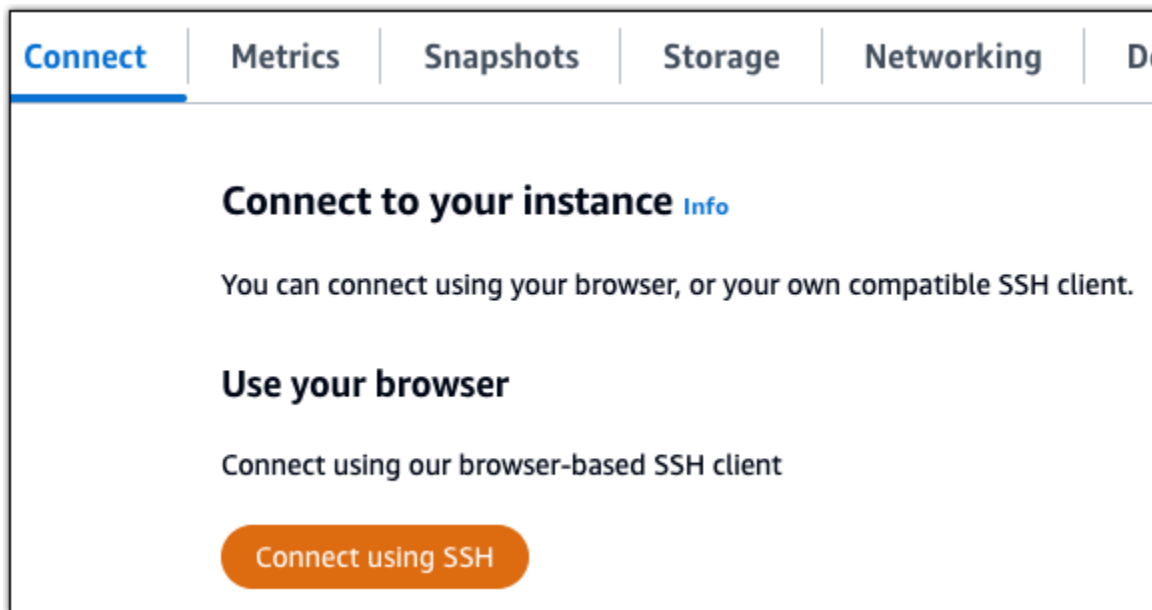 Connect Metrics Snapshots Storage Networking
Connect to your instance Info
You can connect using your browser, or your own compatible SSH client.
Use your browser
Connect using our browser-based SSH client
Connect using SSH